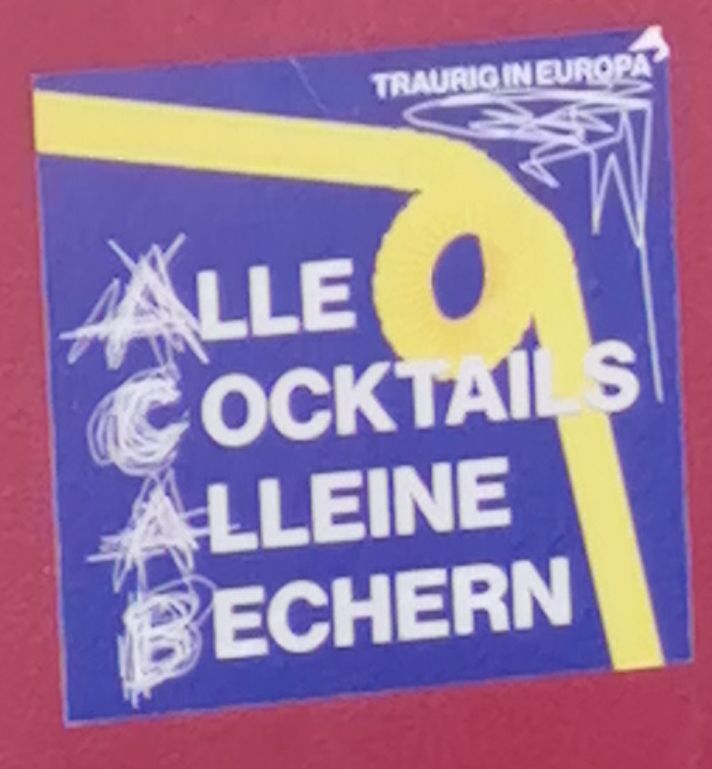 TRAURIG IN EUROPA
ALLE
COCKTAILS
ALLEINE
BECHERN